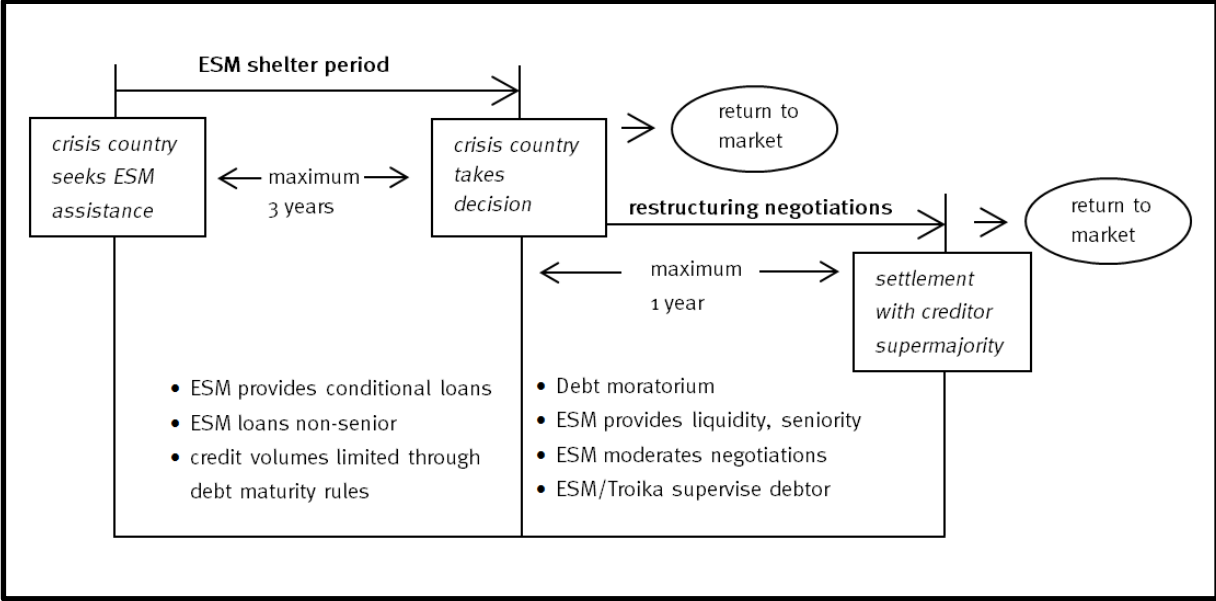 ESM shelter period
crisis country
seeks ESM
assistance
maximum
3 years
crisis country
takes
decision
return to
market
restructuring negotiations
return to
market
maximum
1 year
settlement
with creditor
supermajority
• ESM provides conditional loans
• ESM loans non-senior
• credit volumes limited through
debt maturity rules
• Debt moratorium
• ESM provides liquidity, seniority
• ESM moderates negotiations
• ESM/Troika supervise debtor